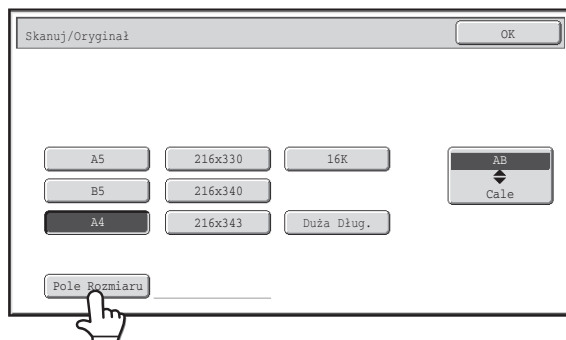 Skanuj/Oryginał OK
A5 216x330 16K AB
B5 216x340 Cale
A4 216x343 Duża Dług.
Pole Rozmiaru